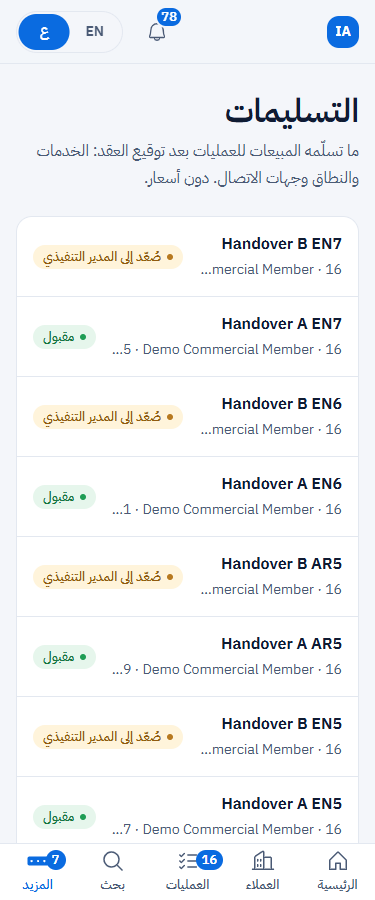 IA
78
EN
ع
التسليمات
ما تسلّمه المبيعات للعمليات بعد توقيع العقد: الخدمات
والنطاق وجهات الاتصال. دون أسعار.
Handover B EN7
صُعّد إلى المدير التنفيذي
...mercial Member · 16
Handover A EN7
مقبول
...5 · Demo Commercial Member · 16
Handover B EN6
صُعّد إلى المدير التنفيذي
...mercial Member · 16
Handover A EN6
مقبول
...1 · Demo Commercial Member · 16
Handover B AR5
صُعّد إلى المدير التنفيذي
...mercial Member · 16
Handover A AR5
مقبول
...9 · Demo Commercial Member · 16
Handover B EN5
صُعّد إلى المدير التنفيذي
...mercial Member · 16
Handover A EN5
مقبول
...7 · Demo Commercial Member · 16
الرئيسية
العملاء
16
العمليات
بحث
7
المزيد